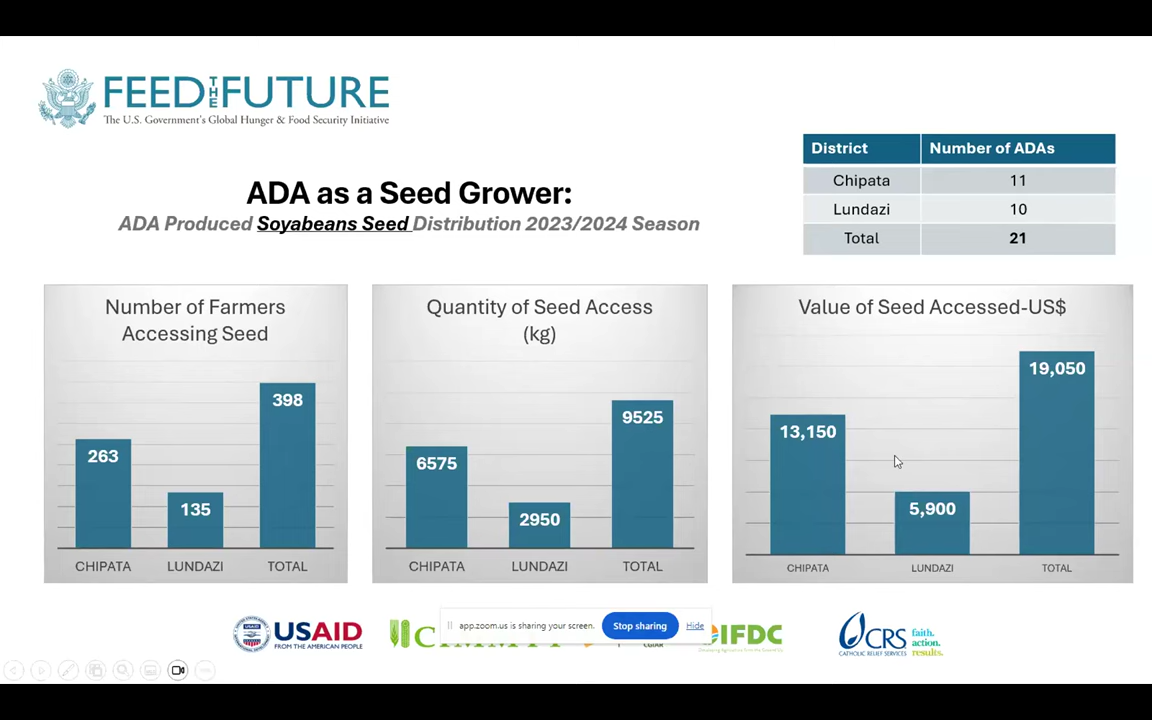 FEED THE FUTURE
The U.S. Government's Global Hunger & Food Security Initiative
District Number of ADAs
Chipata 11
Lundazi 10
Total 21
ADA as a Seed Grower:
ADA Produced Soyabeans Seed Distribution 2023/2024 Season
Number of Farmers
Accessing Seed
398
263
135
CHIPATA LUNDAZI TOTAL
Quantity of Seed Access
(kg)
9525
6575
2950
CHIPATA LUNDAZI TOTAL
Value of Seed Accessed-US$
19,050
13,150
5,900
CHIPATA LUNDAZI TOTAL
USAID
FROM THE AMERICAN PEOPLE
app.zoom.us is sharing your screen. Stop sharing Hide
CGIAR
IFDC
CRS
CATHOLIC RELIEF SERVICES
faith.
action.
results.